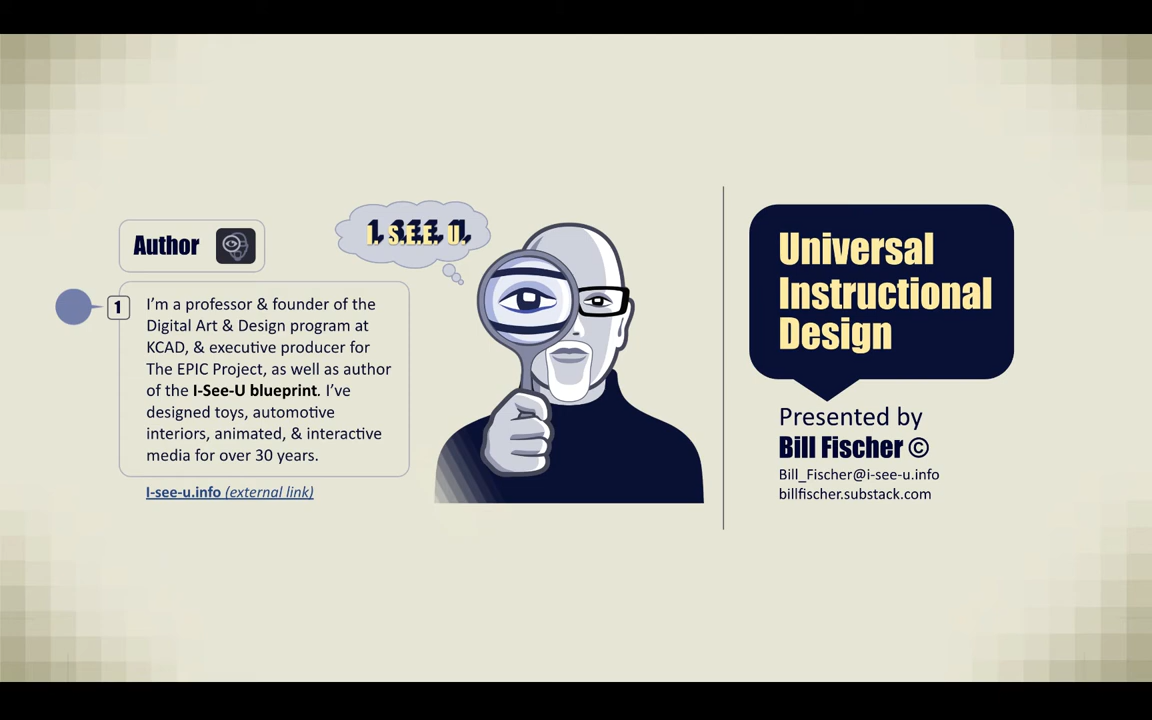 Author
I. S.E.E. U.
1
I’m a professor & founder of the
Digital Art & Design program at
KCAD, & executive producer for
The EPIC Project, as well as author
of the I-See-U blueprint. I’ve
designed toys, automotive
interiors, animated, & interactive
media for over 30 years.
I-see-u.info (external link)
Universal
Instructional
Design
Presented by
Bill Fischer ©
Bill_Fischer@i-see-u.info
billfischer.substack.com